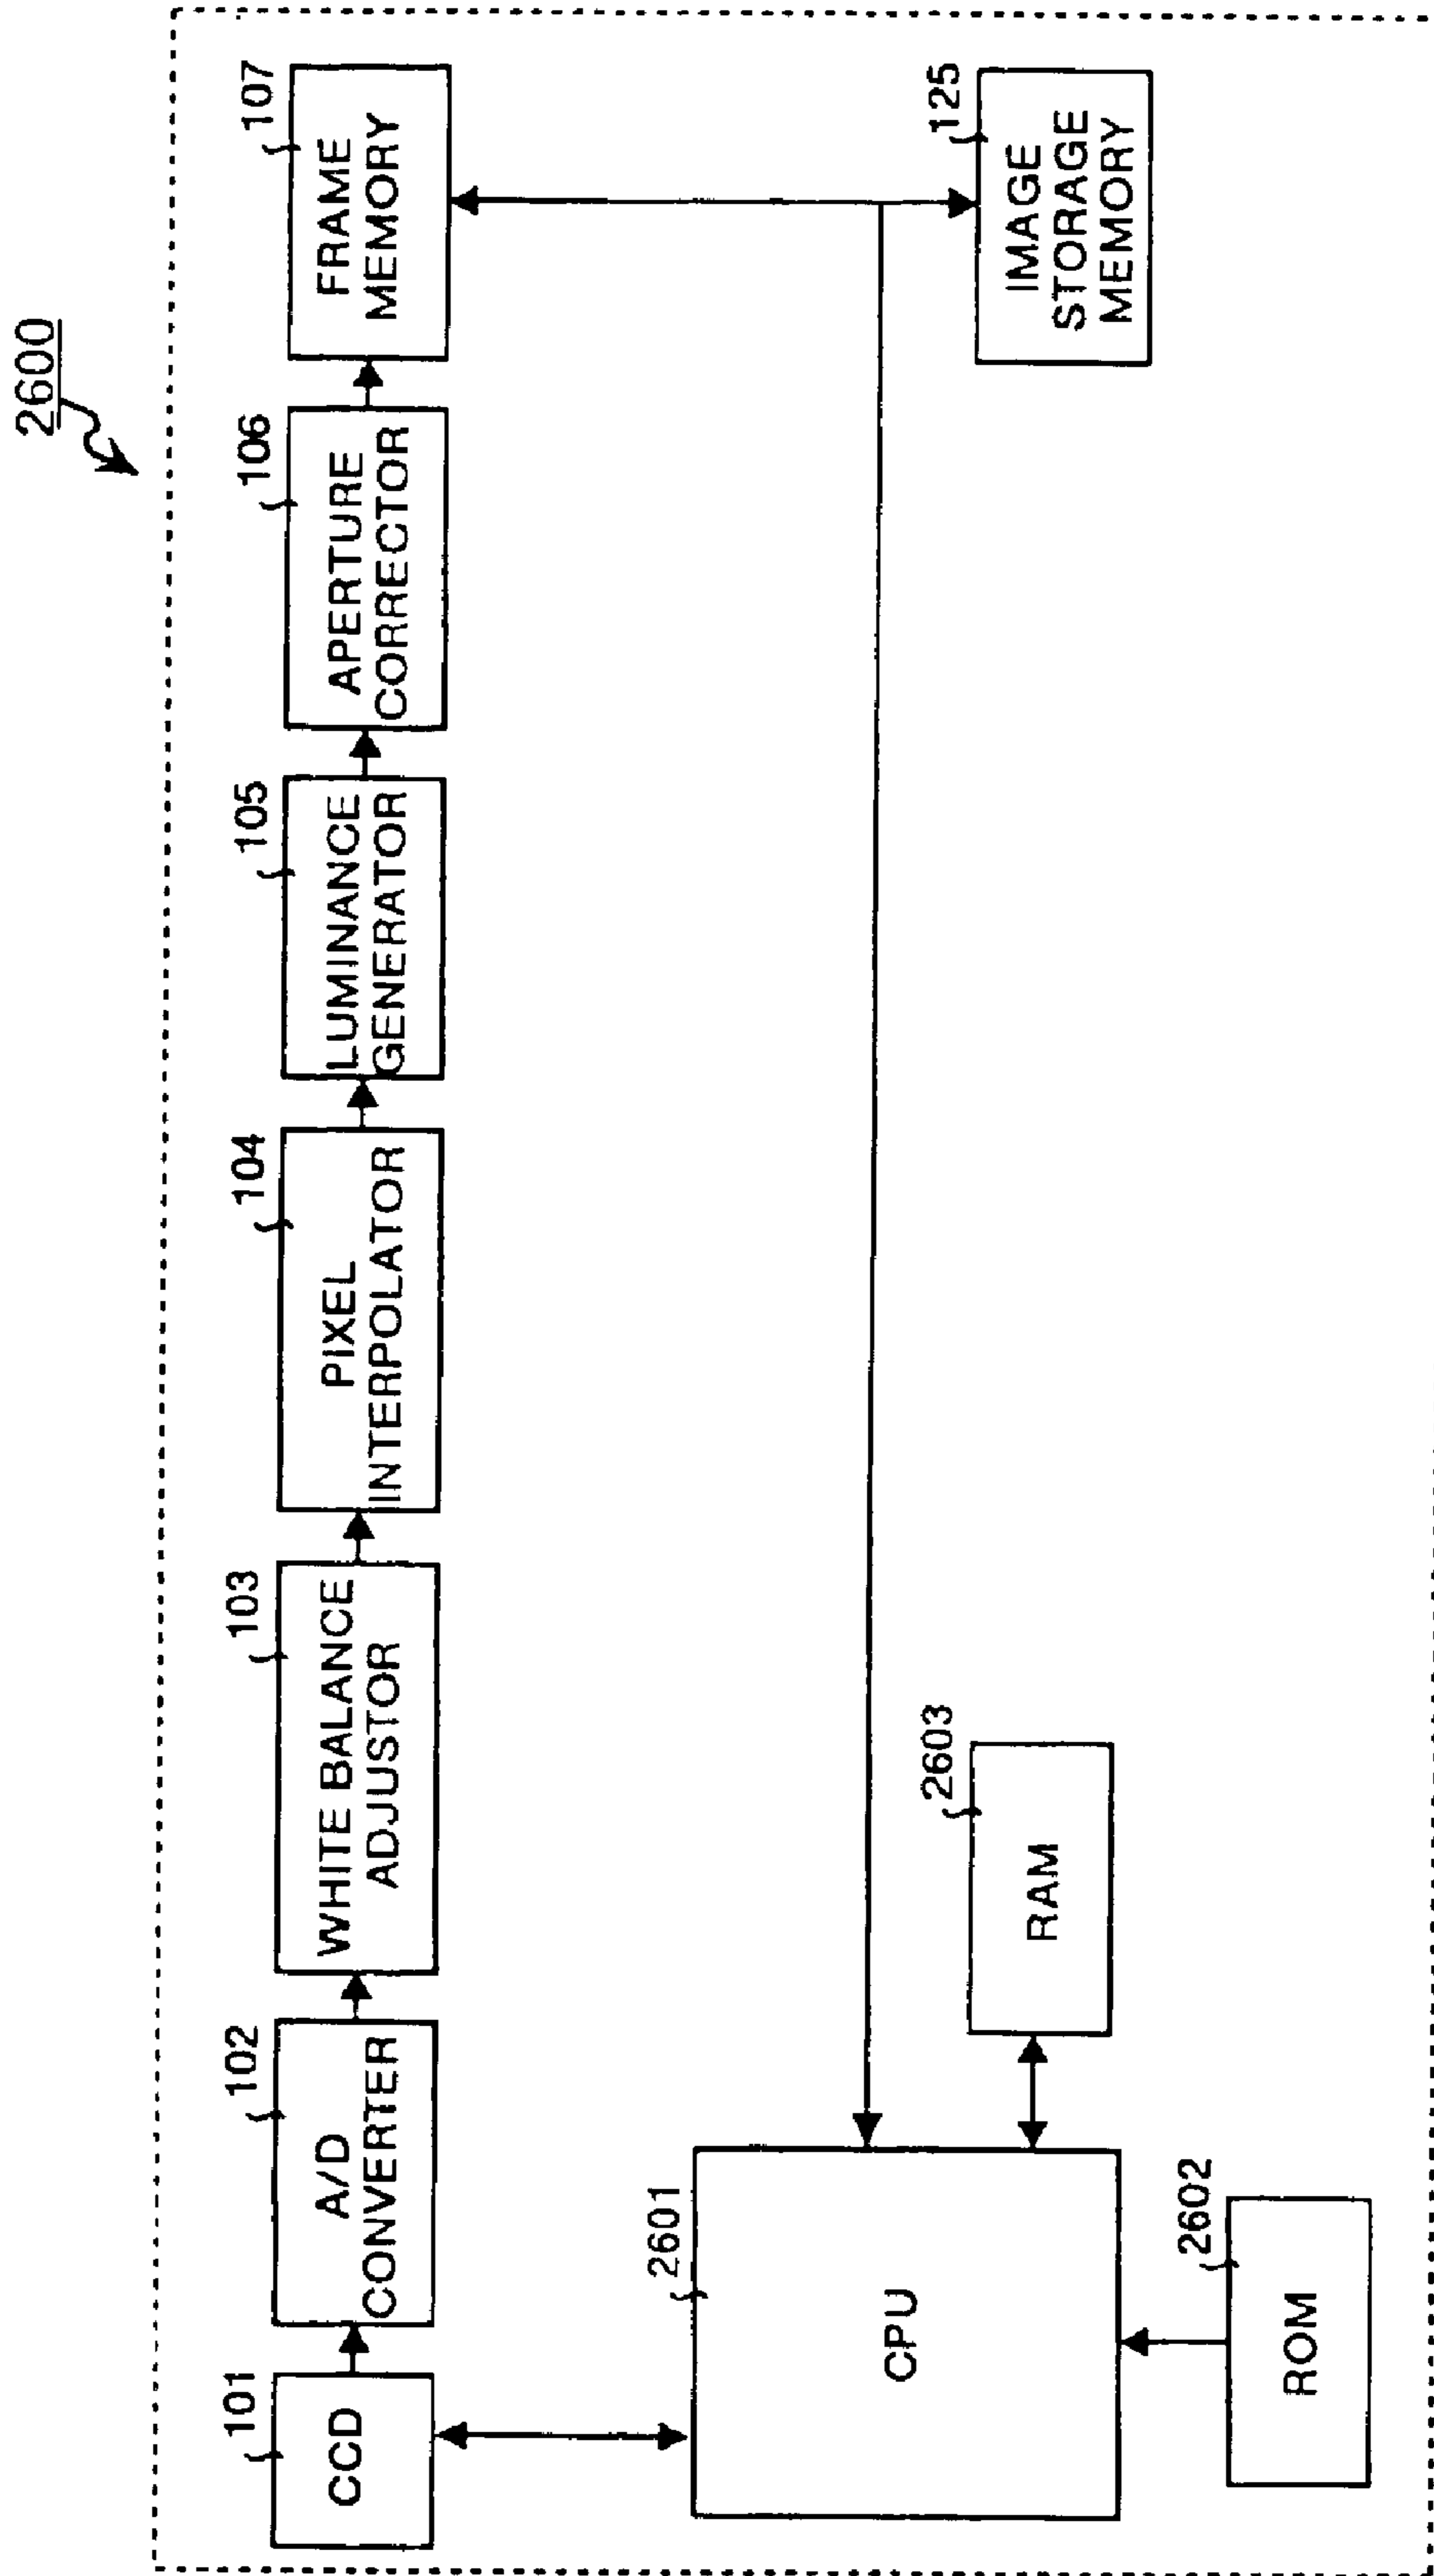 2600
101
CCD
102
A/D
CONVERTER
103
WHITE BALANCE
ADJUSTOR
104
PIXEL
INTERPOLATOR
105
LUMINANCE
GENERATOR
106
APERTURE
CORRECTOR
107
FRAME
MEMORY
2601
CPU
2603
RAM
125
IMAGE
STORAGE
MEMORY
2602
ROM